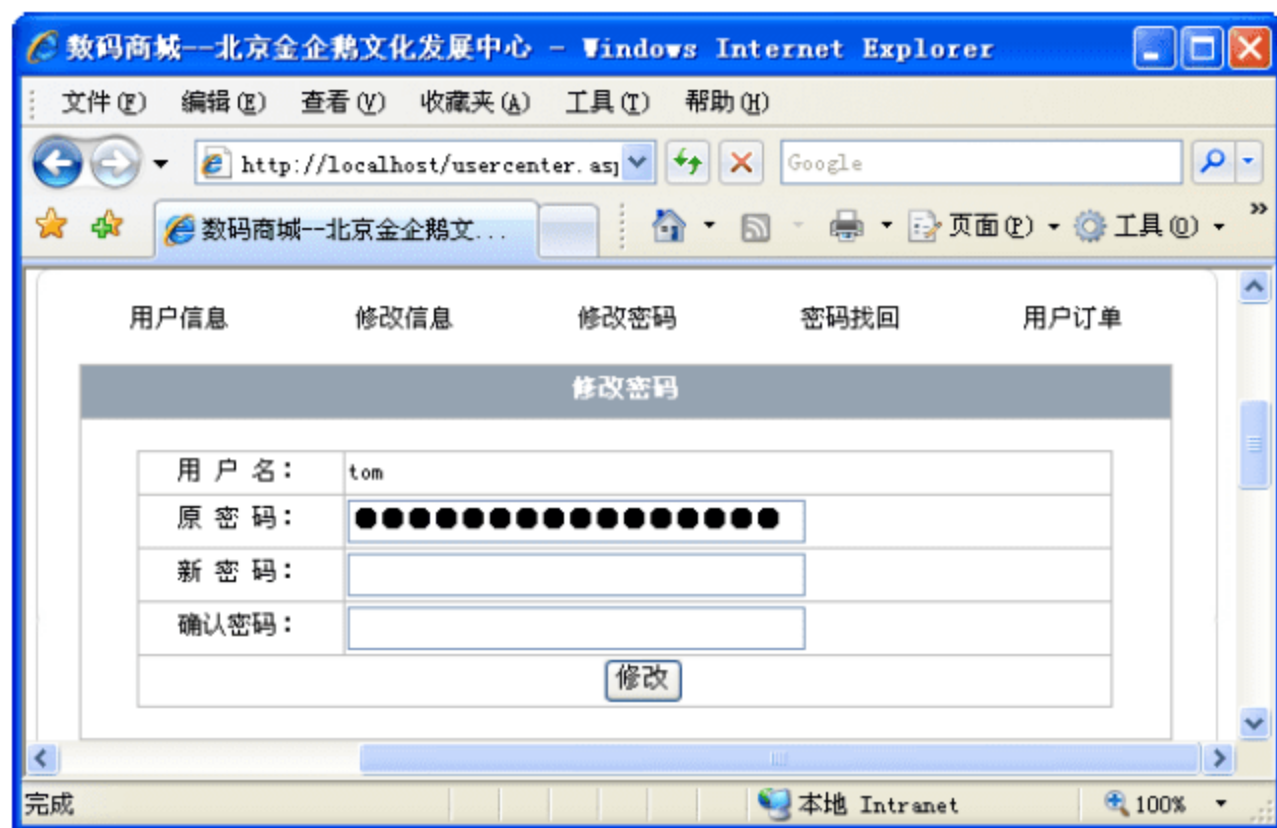 数码商城--北京金企鹅文化发展中心 - Windows Internet Explorer
文件(F) 编辑(E) 查看(V) 收藏夹(A) 工具(T) 帮助(H)
http://localhost/usercenter.asp Google
数码商城--北京金企鹅文... 页面(P) 工具(O) »
用户信息 修改信息 修改密码 密码找回 用户订单
修改密码
用 户 名： tom
原 密 码： ●●●●●●●●●●●●●●●●
新 密 码：
确认密码：
修改
完成 本地 Intranet 100%